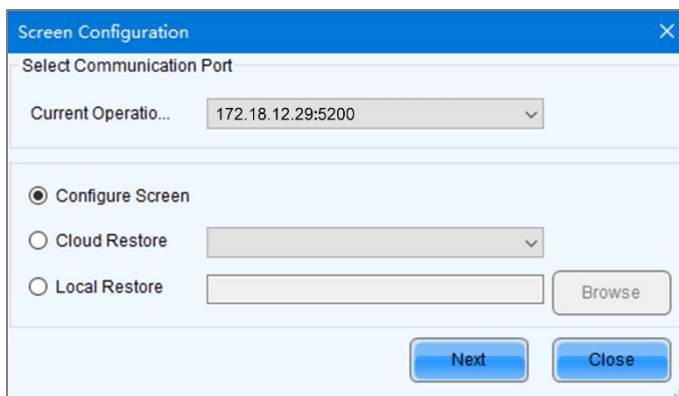 Screen Configuration
Select Communication Port
Current Operatio... 172.18.12.29:5200
Configure Screen
Cloud Restore
Local Restore Browse
Next Close